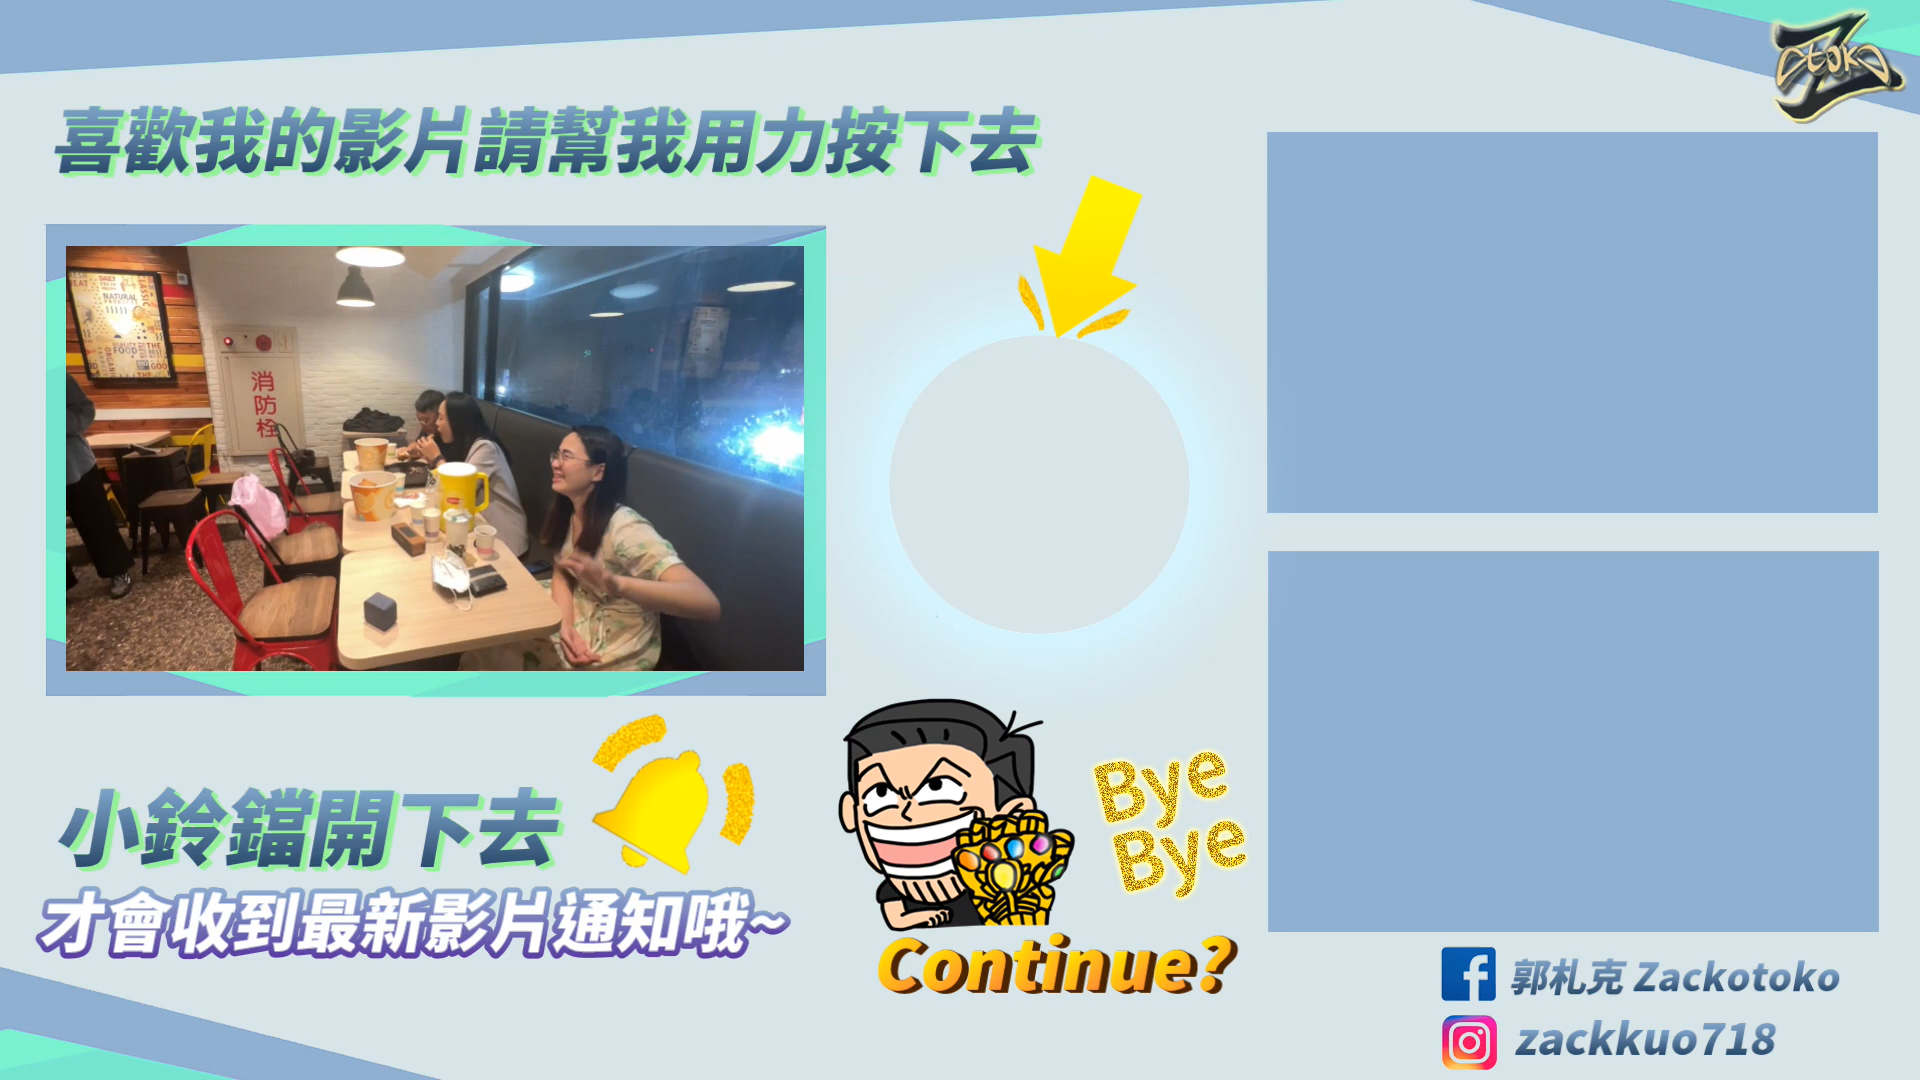 Zotoko
喜歡我的影片請幫我用力按下去
NATURAL
消防栓
小鈴鐺開下去
才會收到最新影片通知哦~
Bye
Bye
Continue?
郭札克 Zackotoko
zackkuo718